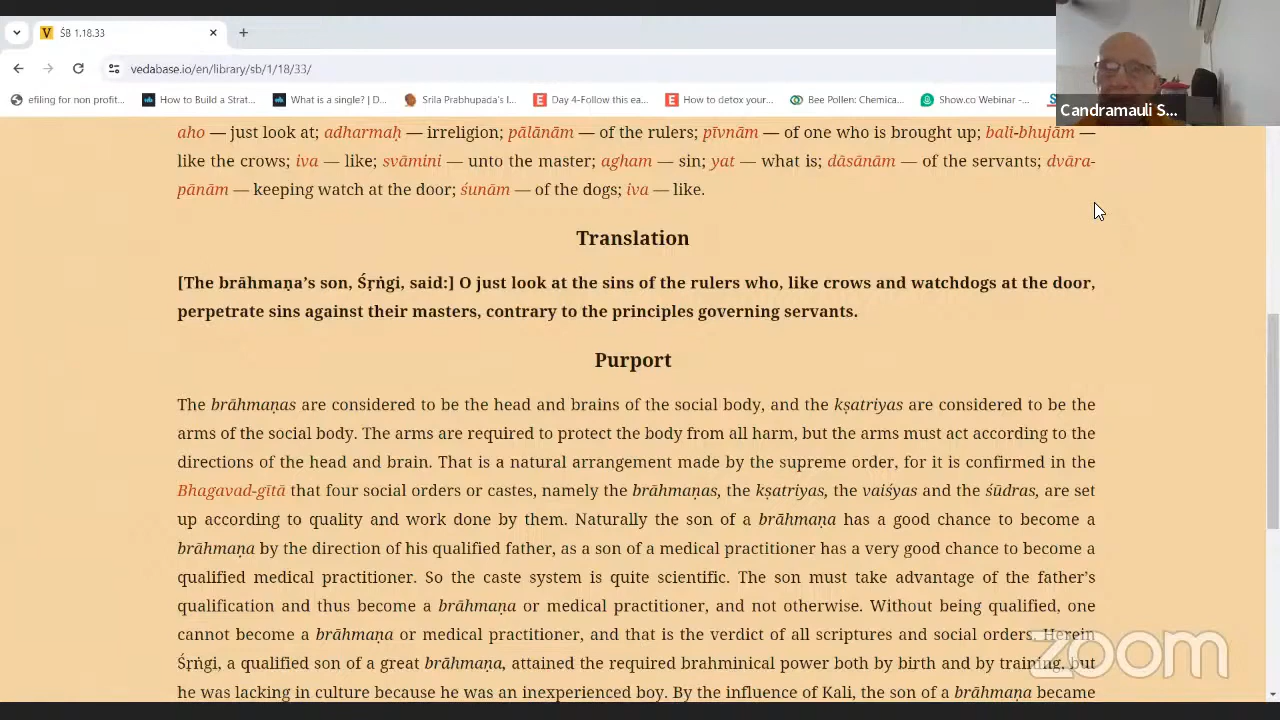 ŚB 1.18.33
vedabase.io/en/library/sb/1/18/33/
efiling for non profit... How to Build a Strat... What is a single? | D... Srila Prabhupada's l... Day 4-Follow this ea... How to detox your... Bee Pollen: Chemica... Show.co Webinar -...
Candramauli S...
aho — just look at; adharmaḥ — irreligion; pālānām — of the rulers; pīvnām — of one who is brought up; bali-bhujām —
like the crows; iva — like; svāmini — unto the master; agham — sin; yat — what is; dāsānām — of the servants; dvāra-
pānām — keeping watch at the door; śunām — of the dogs; iva — like.
Translation
[The brāhmaṇa’s son, Śṛṅgi, said:] O just look at the sins of the rulers who, like crows and watchdogs at the door,
perpetrate sins against their masters, contrary to the principles governing servants.
Purport
The brāhmaṇas are considered to be the head and brains of the social body, and the kṣatriyas are considered to be the
arms of the social body. The arms are required to protect the body from all harm, but the arms must act according to the
directions of the head and brain. That is a natural arrangement made by the supreme order, for it is confirmed in the
Bhagavad-gītā that four social orders or castes, namely the brāhmaṇas, the kṣatriyas, the vaiśyas and the śūdras, are set
up according to quality and work done by them. Naturally the son of a brāhmaṇa has a good chance to become a
brāhmaṇa by the direction of his qualified father, as a son of a medical practitioner has a very good chance to become a
qualified medical practitioner. So the caste system is quite scientific. The son must take advantage of the father’s
qualification and thus become a brāhmaṇa or medical practitioner, and not otherwise. Without being qualified, one
cannot become a brāhmaṇa or medical practitioner, and that is the verdict of all scriptures and social orders. Herein
Śṛṅgi, a qualified son of a great brāhmaṇa, attained the required brahminical power both by birth and by training, but
he was lacking in culture because he was an inexperienced boy. By the influence of Kali, the son of a brāhmaṇa became
zoom